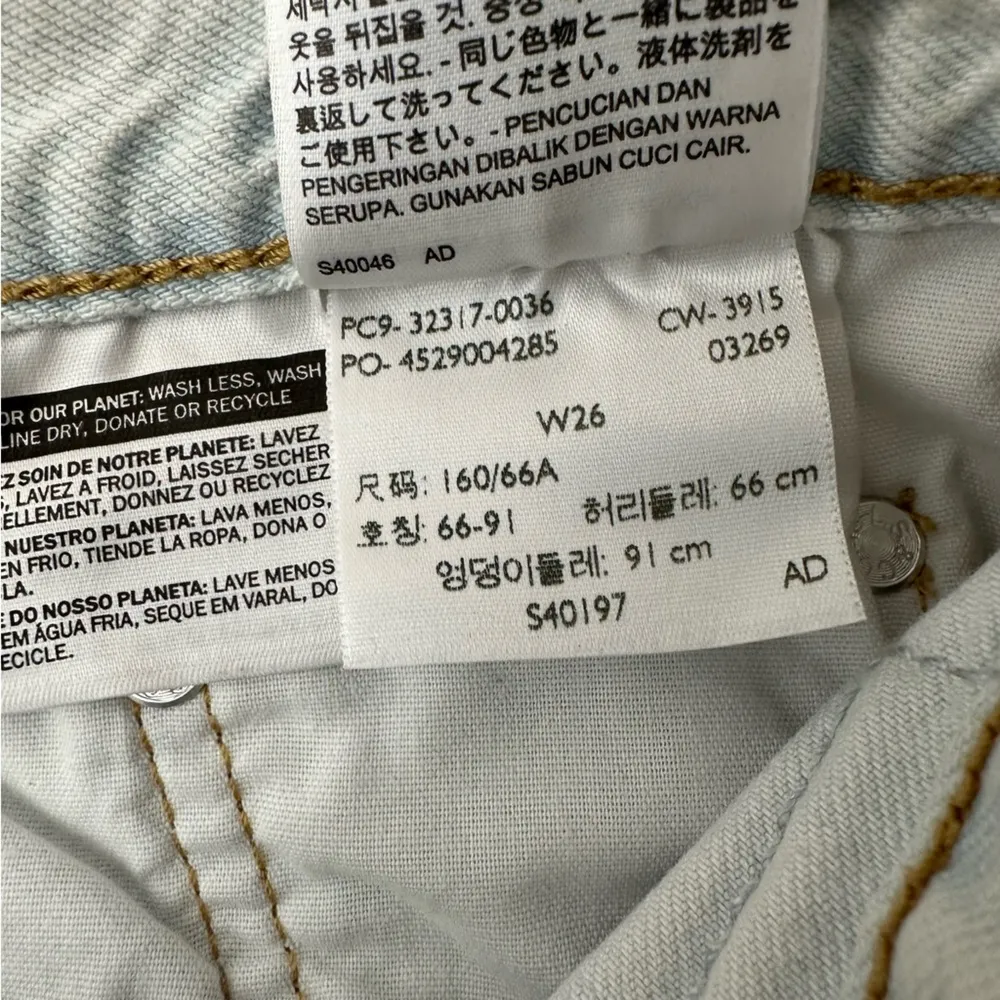 옷을 뒤집을 것.
사용하세요. - 同じ色物と一緒に製品を
裏返して洗ってください。液体洗剤を
ご使用下さい。- PENCUCIAN DAN
PENGERINGAN DIBALIK DENGAN WARNA
SERUPA. GUNAKAN SABUN CUCI CAIR.
S40046 AD
PC9- 32317-0036 CW- 3915
PO- 4529004285 03269
W26
尺码: 160/66A
호칭: 66-91 허리둘레: 66 cm
엉덩이둘레: 91 cm
AD
S40197
OR OUR PLANET: WASH LESS, WASH
LINE DRY, DONATE OR RECYCLE
Z SOIN DE NOTRE PLANETE: LAVEZ
, LAVEZ A FROID, LAISSEZ SECHER
ELLEMENT, DONNEZ OU RECYCLEZ
NUESTRO PLANETA: LAVA MENOS,
EN FRIO, TIENDE LA ROPA, DONA O
LA.
E DO NOSSO PLANETA: LAVE MENOS
EM ÁGUA FRIA, SEQUE EM VARAL, DO
ECICLE.